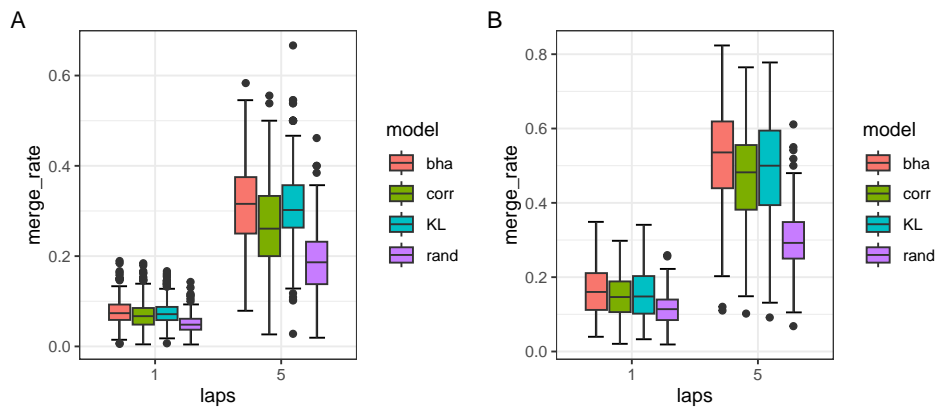 A
merge_rate
0.6
0.4
0.2
0.0
1
5
laps
model
bha
corr
KL
rand
B
merge_rate
0.8
0.6
0.4
0.2
0.0
1
5
laps
model
bha
corr
KL
rand